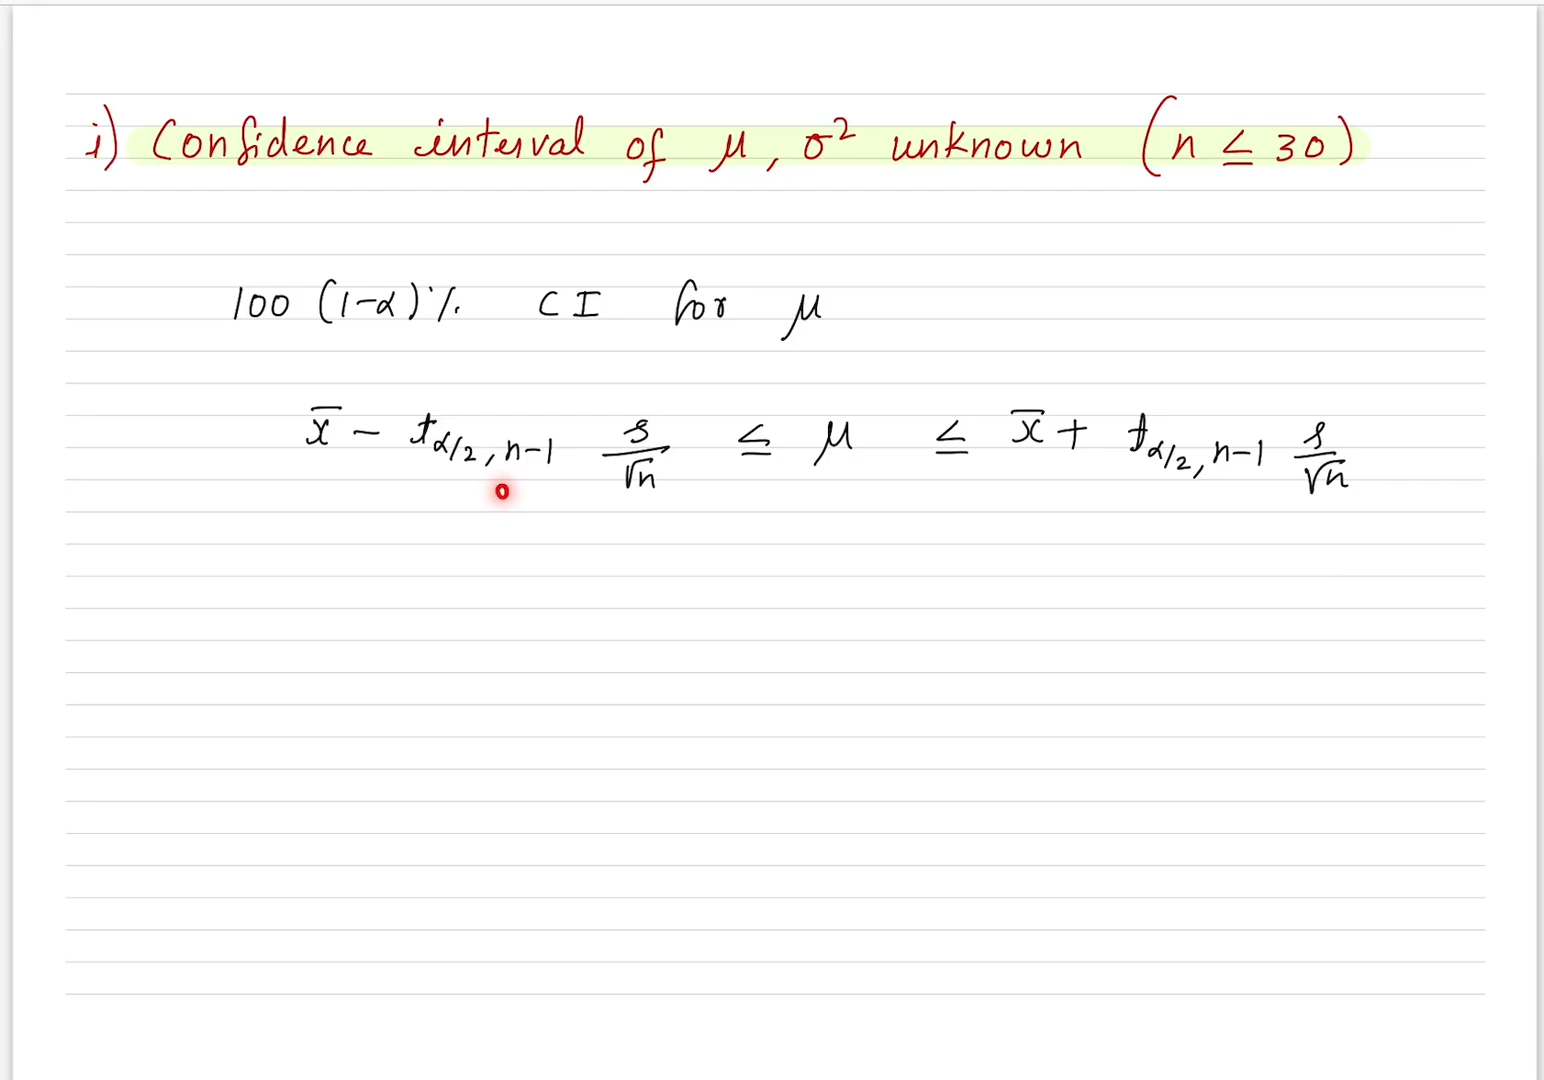 i) Confidence interval of μ, σ² unknown (n ≤ 30)
100 (1-α)% CI for μ
x̄ - t_{α/2, n-1} s/√n ≤ μ ≤ x̄ + t_{α/2, n-1} s/√n